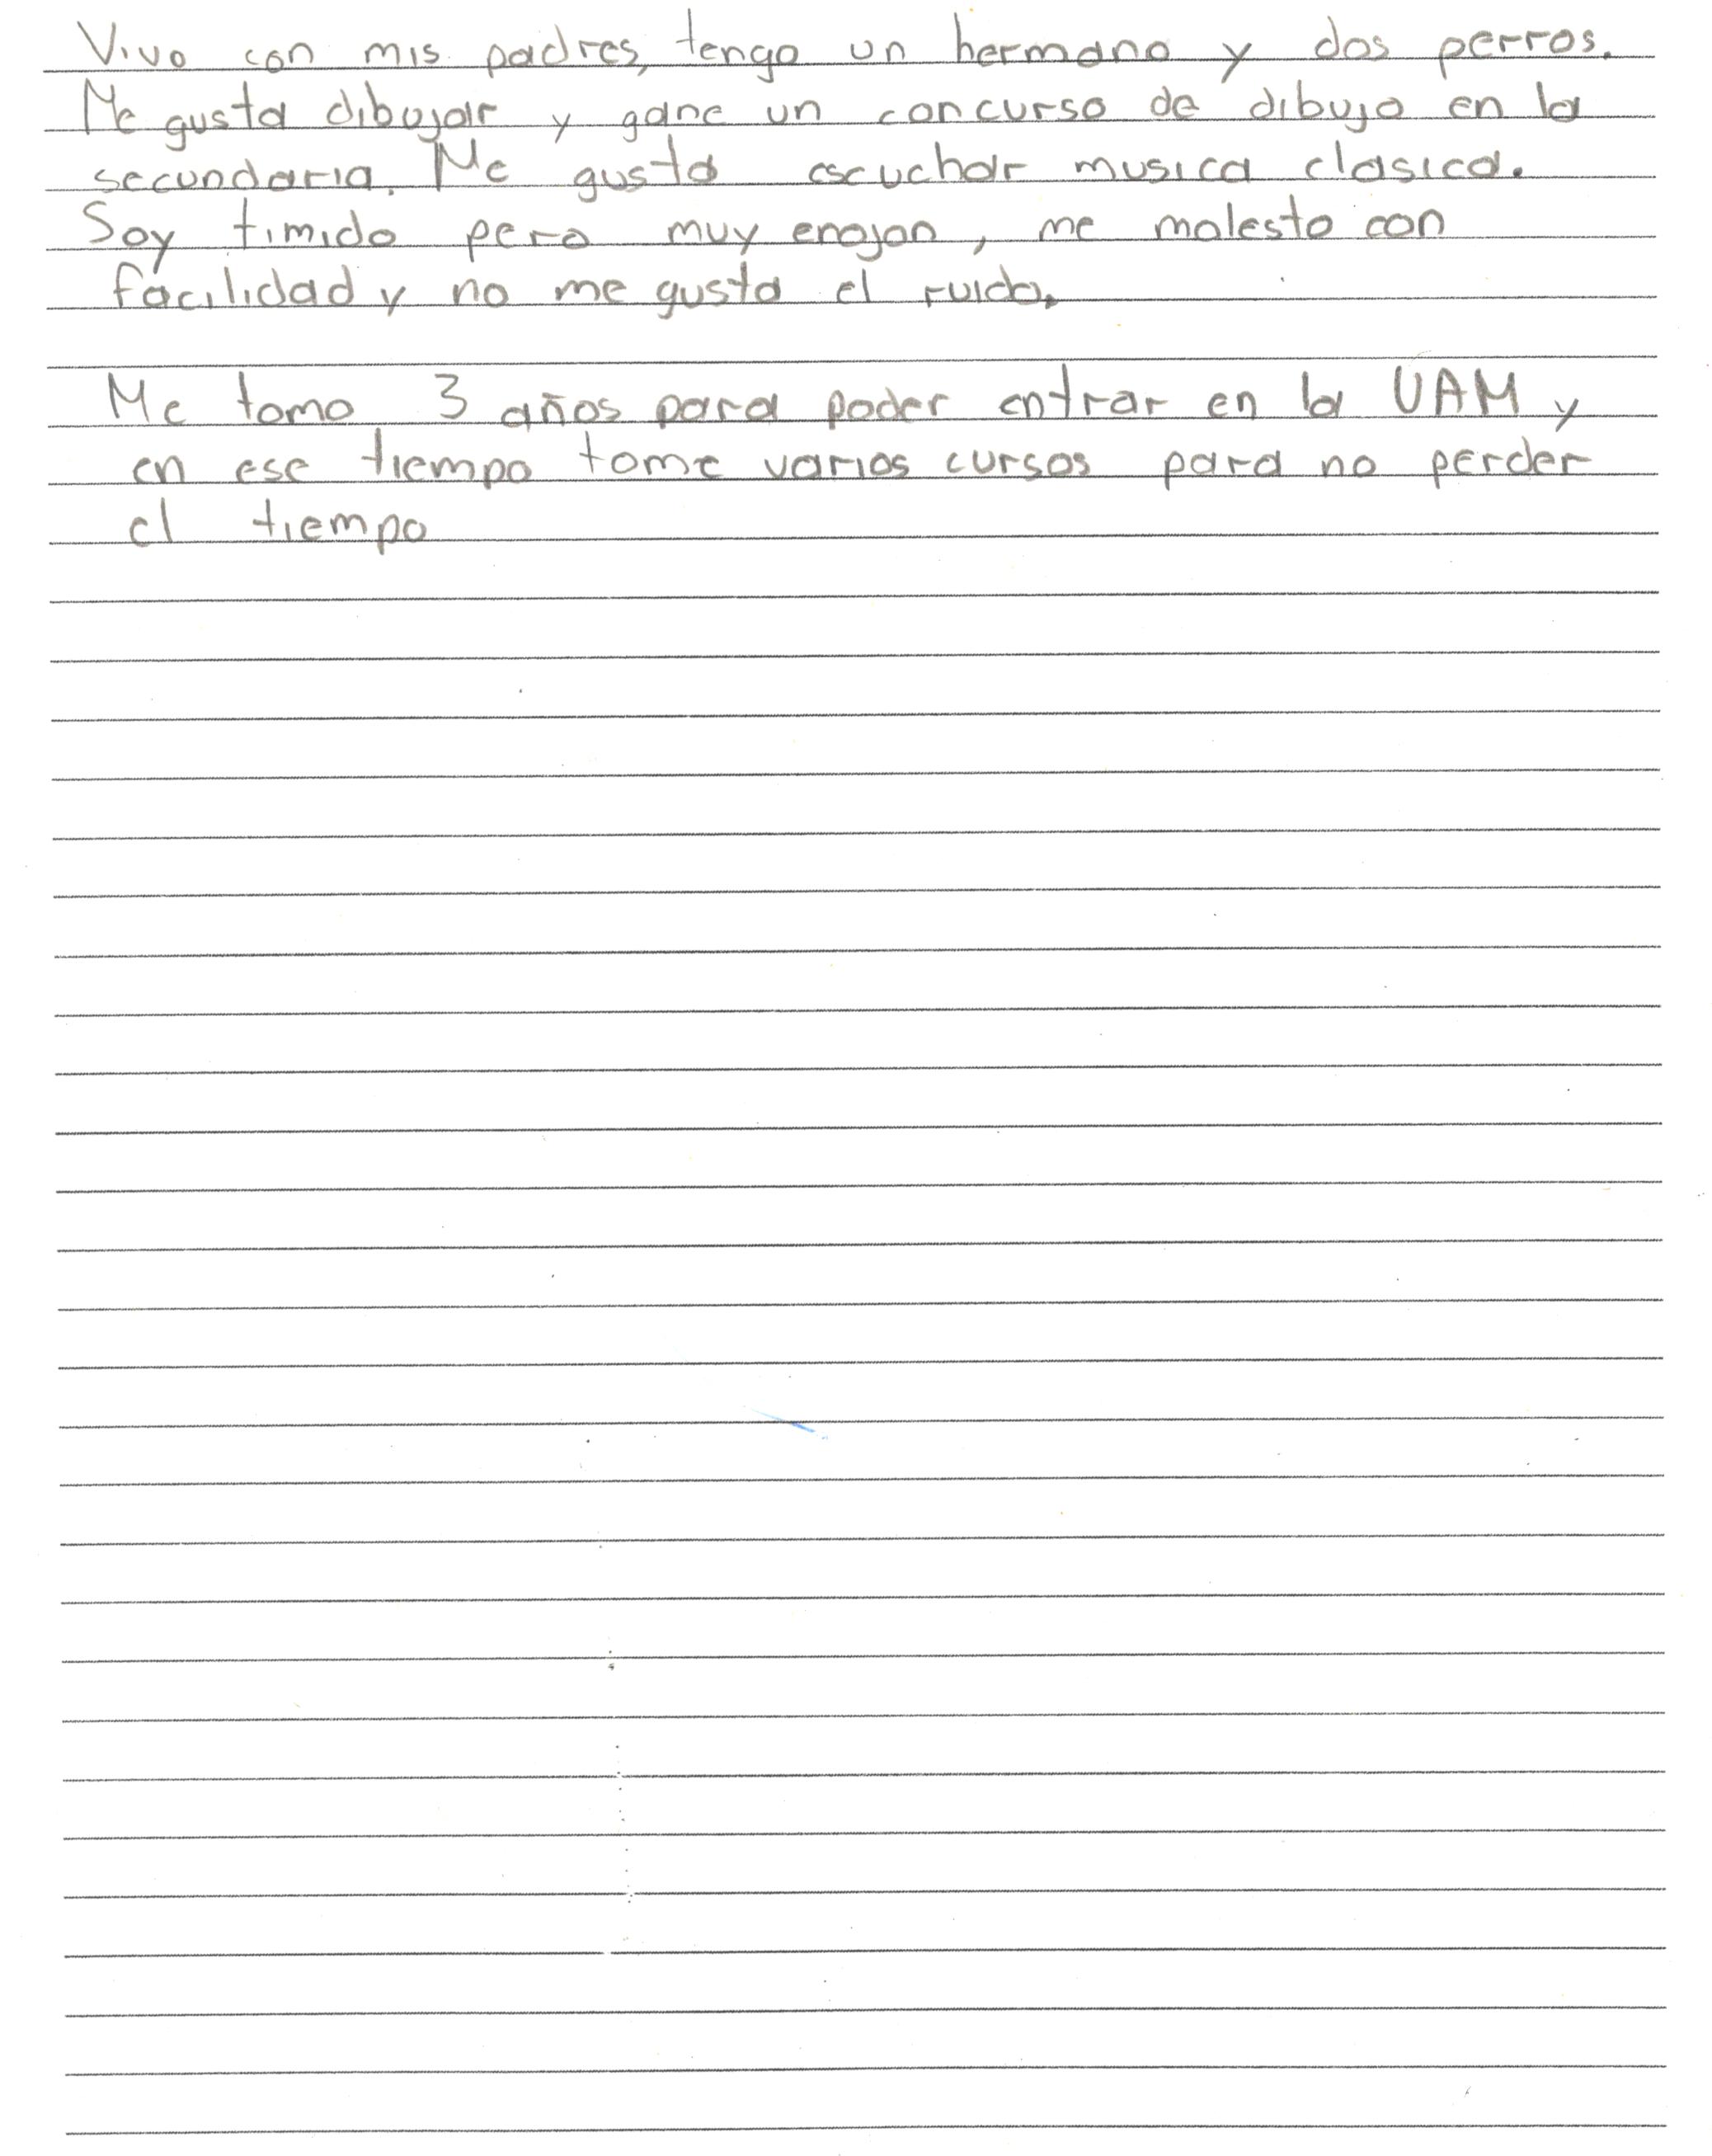 Vivo con mis padres, tengo un hermano y dos perros.
Me gusta dibujar y gane un concurso de dibujo en la
secundaria. Me gusta escuchar musica clasica.
Soy timido pero muy enojon, me molesto con
facilidad y no me gusta el ruido.
Me tomo 3 años para poder entrar en la UAM y
en ese tiempo tome varios cursos para no perder
el tiempo